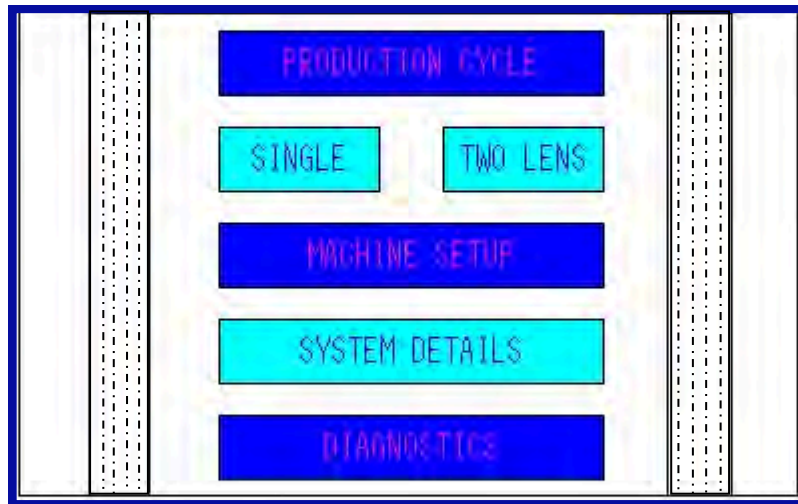 PRODUCTION CYCLE
SINGLE TWO LENS
MACHINE SETUP
SYSTEM DETAILS
DIAGNOSTICS